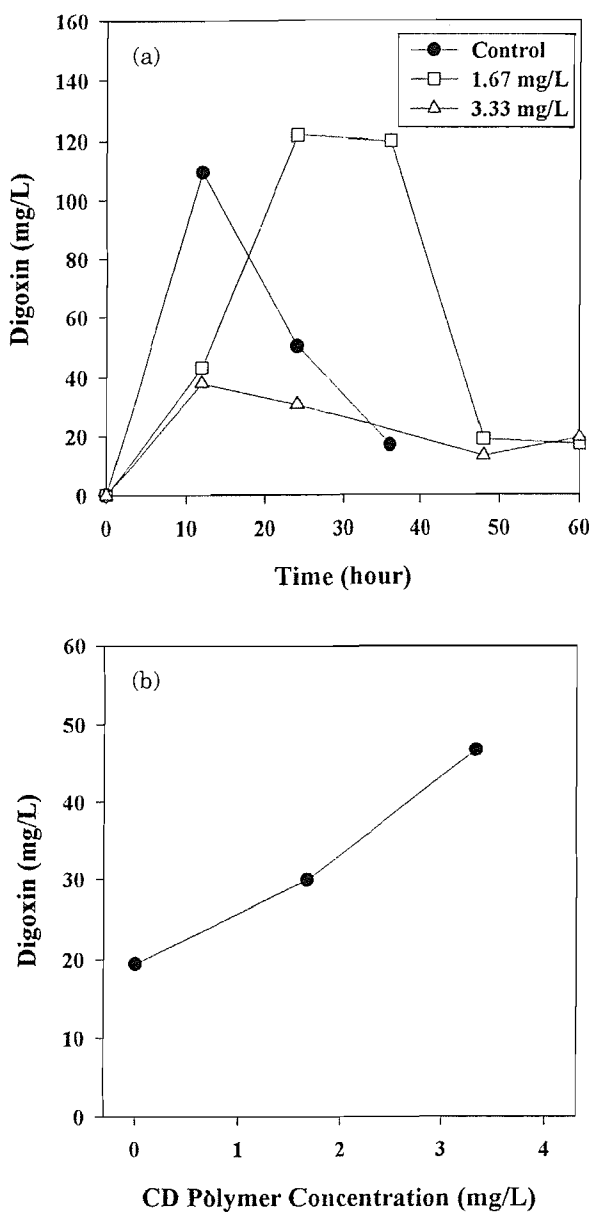 (a)
Control
1.67 mg/L
3.33 mg/L
160
140
120
100
80
60
40
20
0
Digoxin (mg/L)
0 10 20 30 40 50 60
Time (hour)
(b)
60
50
40
30
20
10
0
Digoxin (mg/L)
0 1 2 3 4
CD Polymer Concentration (mg/L)